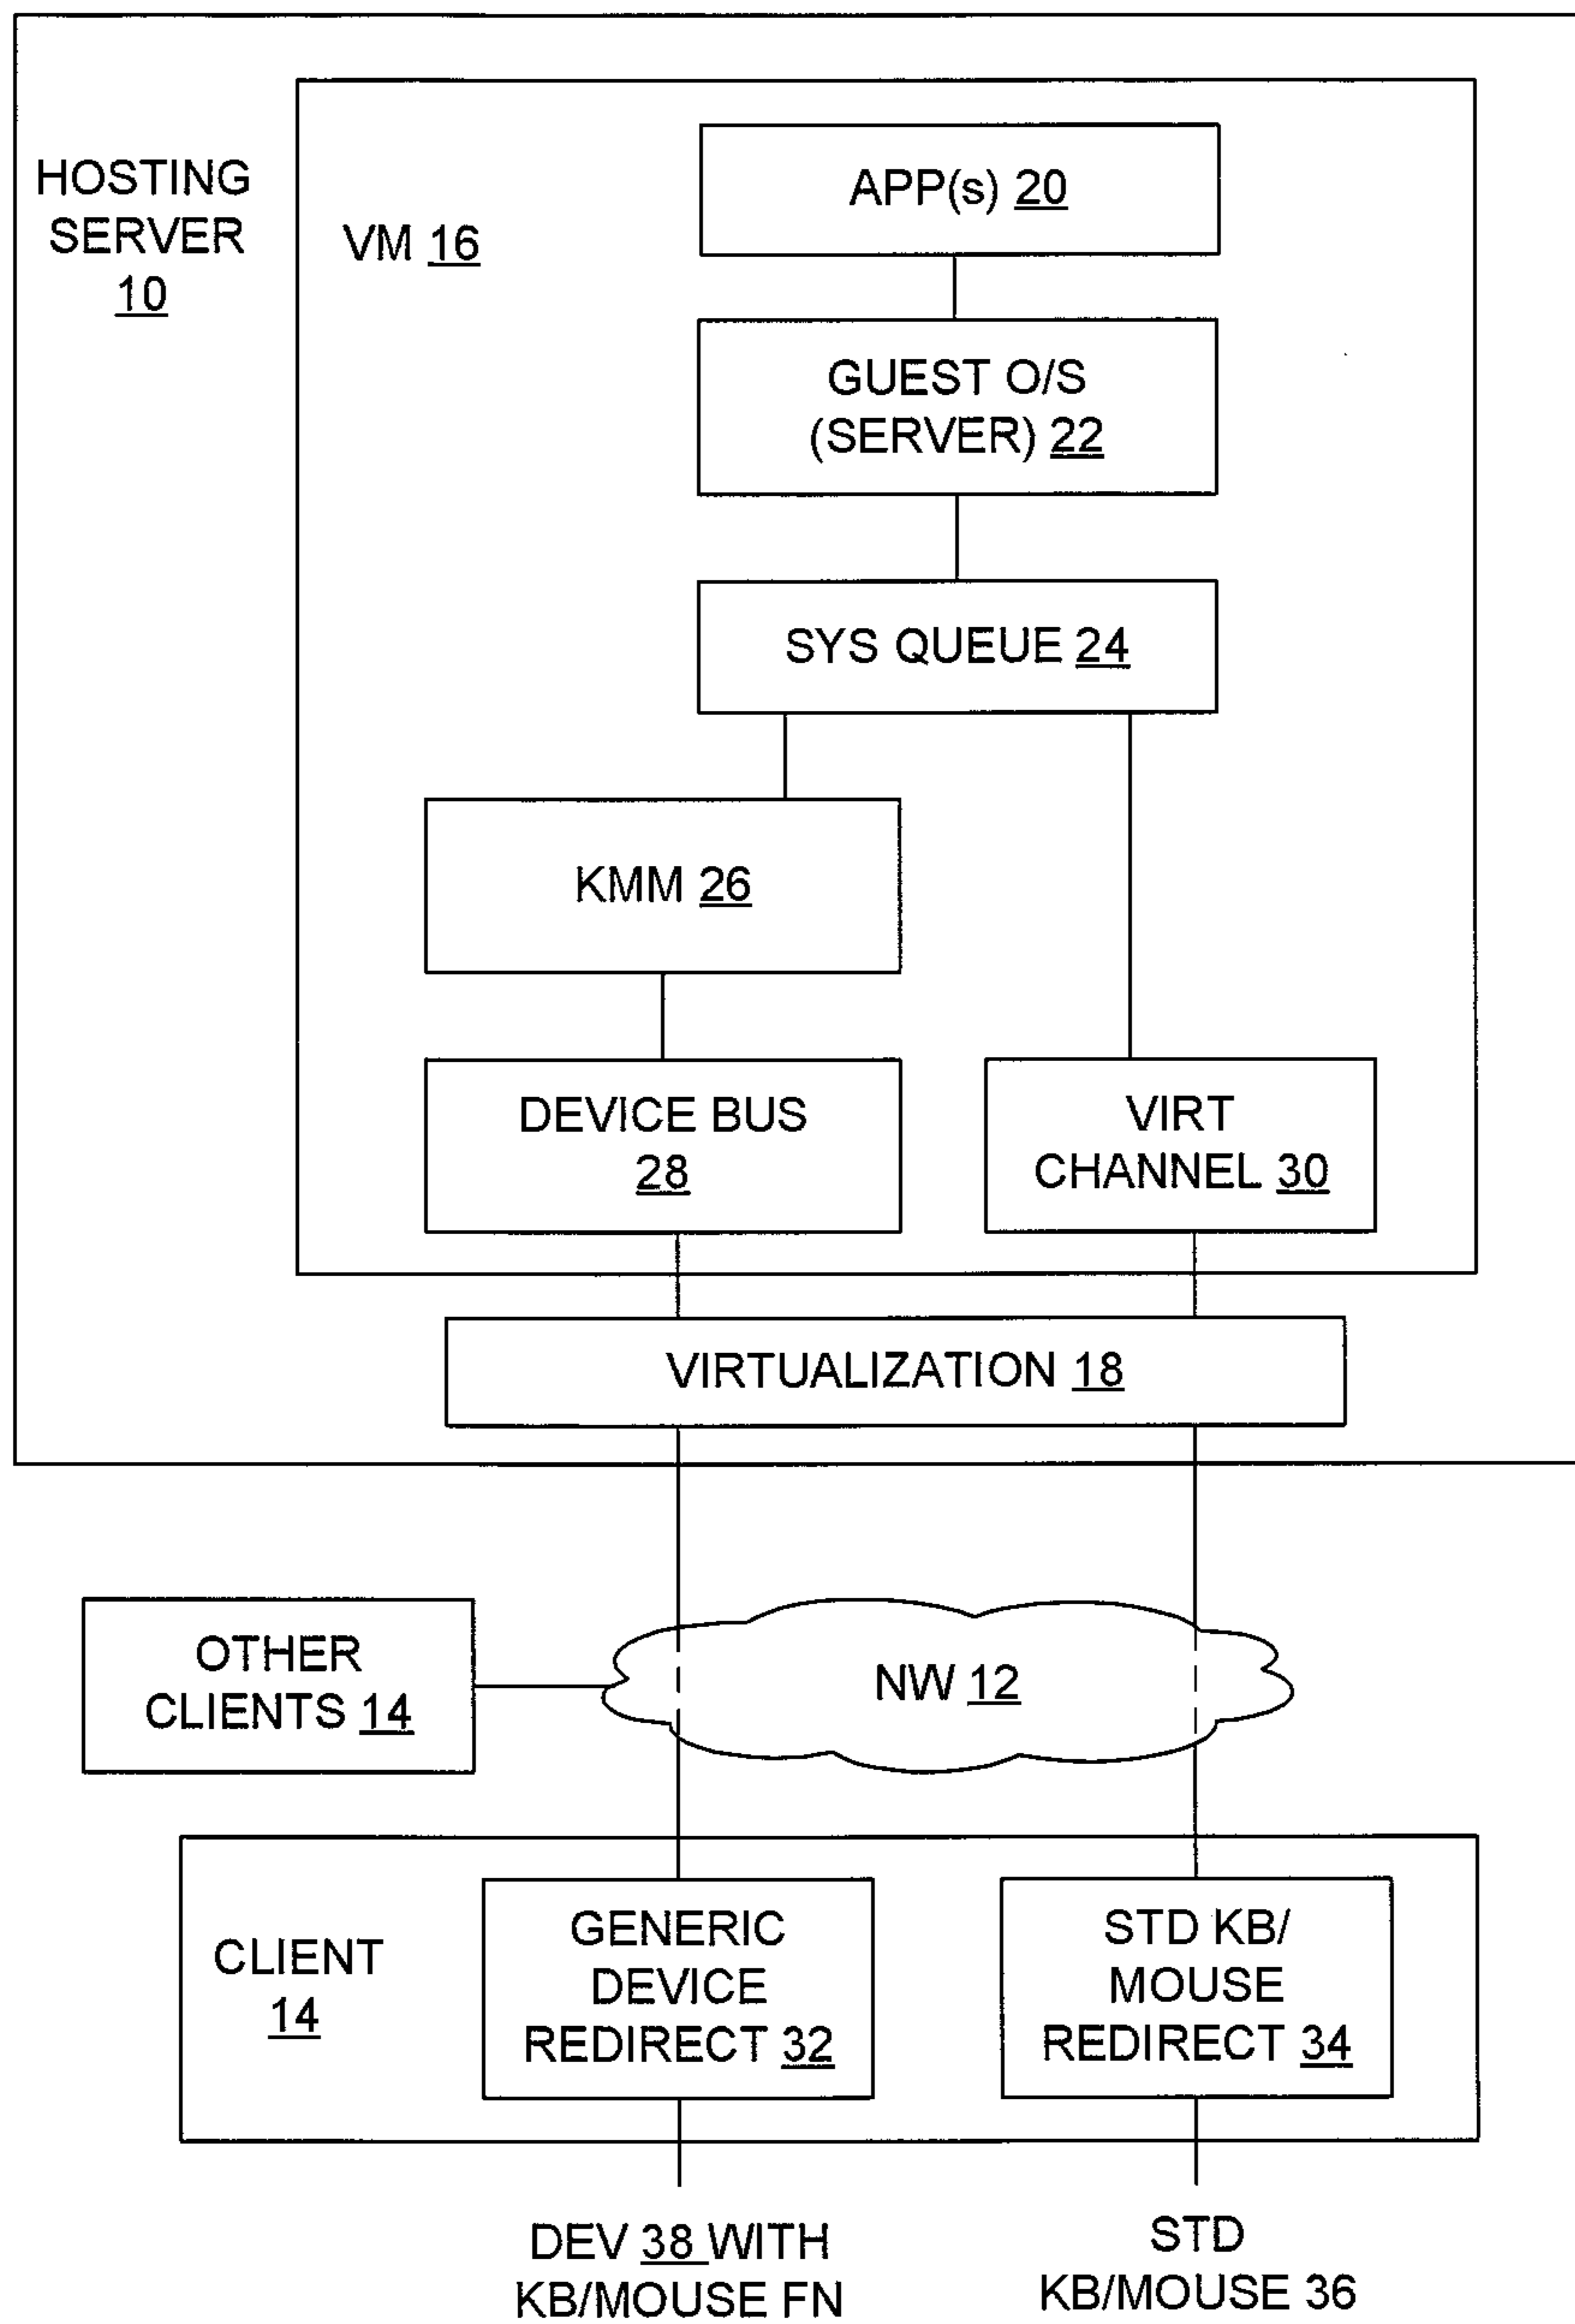 HOSTING
SERVER
10
VM 16
APP(s) 20
GUEST O/S
(SERVER) 22
SYS QUEUE 24
KMM 26
DEVICE BUS
28
VIRT
CHANNEL 30
VIRTUALIZATION 18
OTHER
CLIENTS 14
NW 12
CLIENT
14
GENERIC
DEVICE
REDIRECT 32
STD KB/
MOUSE
REDIRECT 34
DEV 38 WITH
KB/MOUSE FN
STD
KB/MOUSE 36